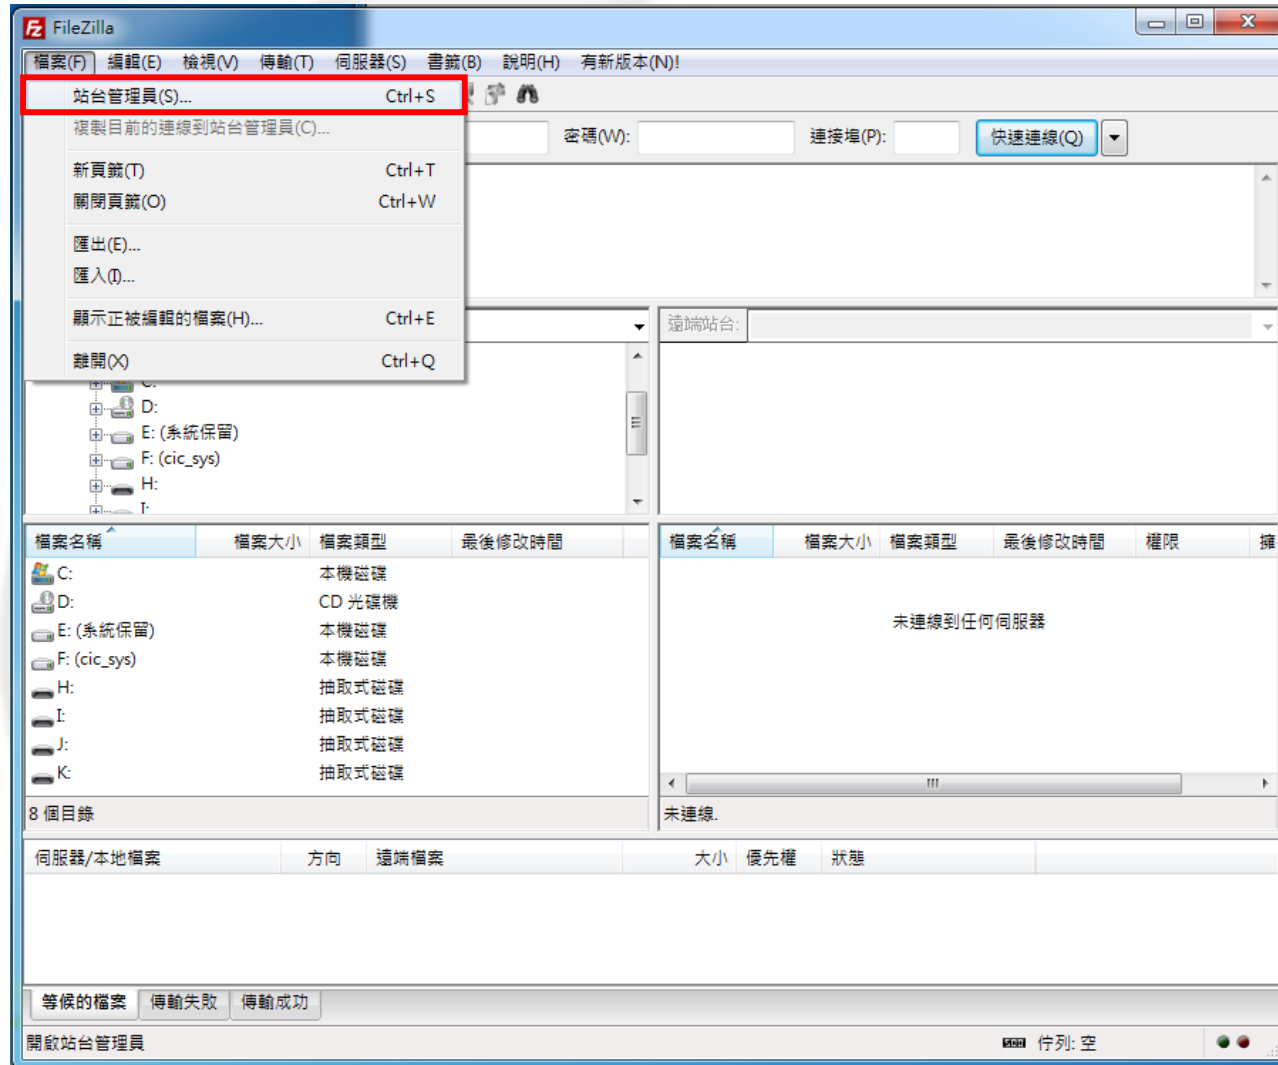 FileZilla
檔案(F) 編輯(E) 檢視(V) 傳輸(T) 伺服器(S) 書籤(B) 說明(H) 有新版本(N)!
站台管理員(S)... Ctrl+S
複製目前的連線到站台管理員(C)...
密碼(W): 連接埠(P): 快速連線(Q)
新頁籤(T) Ctrl+T
關閉頁籤(O) Ctrl+W
匯出(E)...
匯入(I)...
顯示正被編輯的檔案(H)... Ctrl+E
遠端站台:
離開(X) Ctrl+Q
C:
D:
E: (系統保留)
F: (cic_sys)
H:
I:
檔案名稱 檔案大小 檔案類型 最後修改時間
C: 本機磁碟
D: CD 光碟機
E: (系統保留) 本機磁碟
F: (cic_sys) 本機磁碟
H: 抽取式磁碟
I: 抽取式磁碟
J: 抽取式磁碟
K: 抽取式磁碟
8 個目錄
檔案名稱 檔案大小 檔案類型 最後修改時間 權限 擁
未連線到任何伺服器
未連線.
伺服器/本地檔案 方向 遠端檔案 大小 優先權 狀態
等候的檔案 傳輸失敗 傳輸成功
開啟站台管理員 佇列: 空